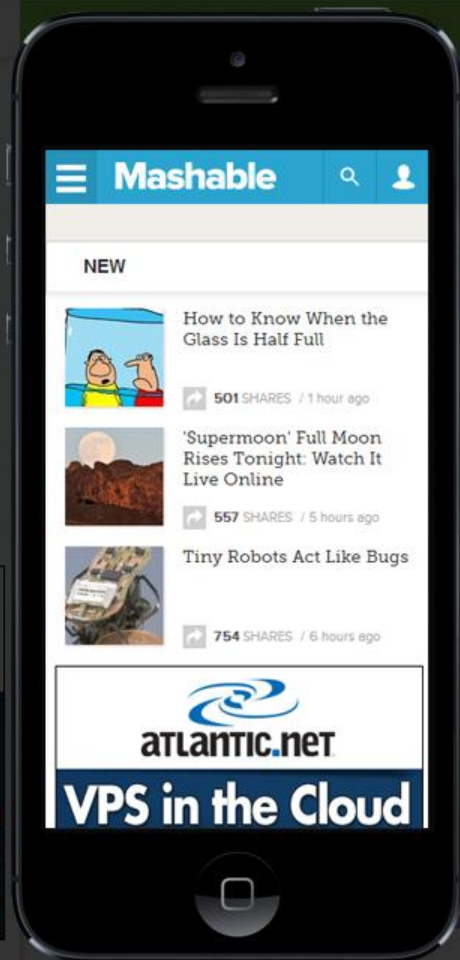 Mashable
NEW
How to Know When the
Glass Is Half Full
501 SHARES / 1 hour ago
'Supermoon' Full Moon
Rises Tonight: Watch It
Live Online
557 SHARES / 5 hours ago
Tiny Robots Act Like Bugs
754 SHARES / 6 hours ago
atlantic.net
VPS in the Cloud